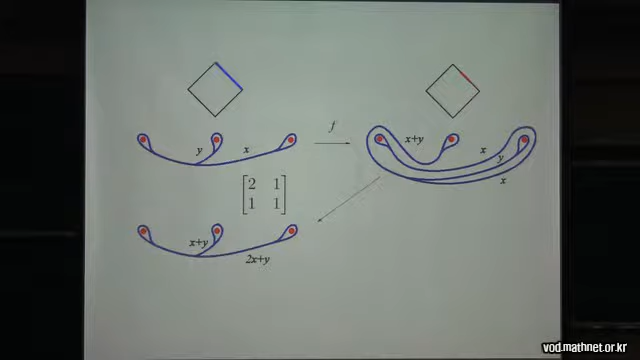 f
y x
x+y x y x
[2 1
1 1]
x+y
2x+y
vod.mathnet.or.kr